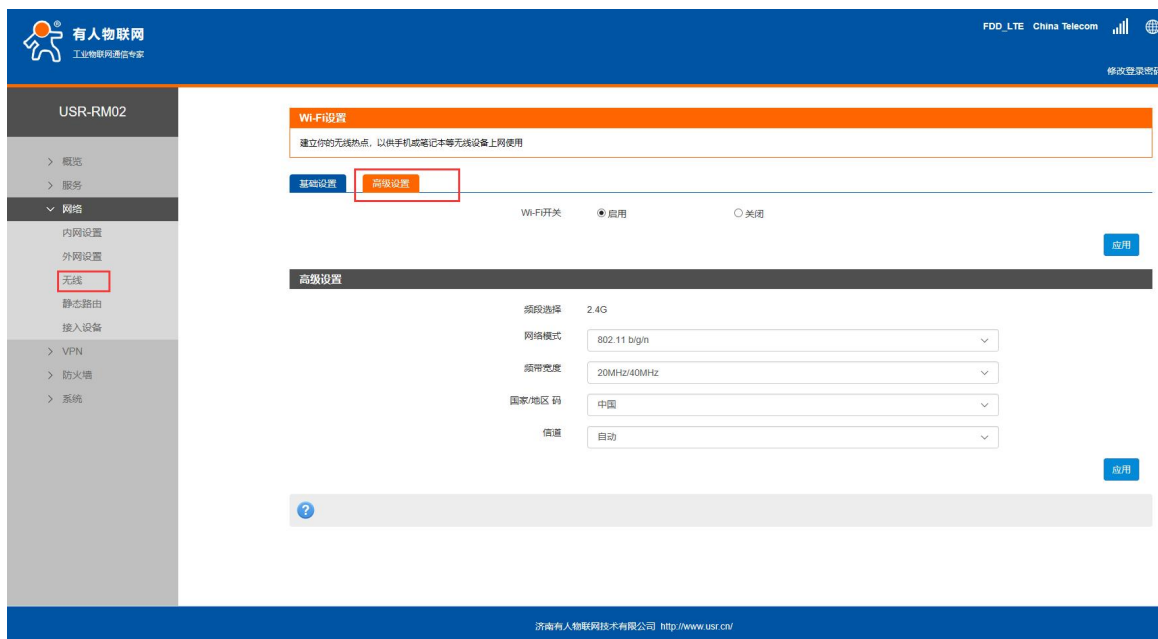 有人物联网
工业物联网通信专家
FDD_LTE China Telecom
修改登录密码
USR-RM02
概览
服务
网络
内网设置
外网设置
无线
静态路由
接入设备
VPN
防火墙
系统
Wi-Fi设置
建立你的无线热点，以供手机或笔记本等无线设备上网使用
基础设置 高级设置
Wi-Fi开关 启用 关闭
应用
高级设置
频段选择 2.4G
网络模式 802.11 b/g/n
频带宽度 20MHz/40MHz
国家/地区 码 中国
信道 自动
应用
济南有人物联网技术有限公司 http://www.usr.cn/